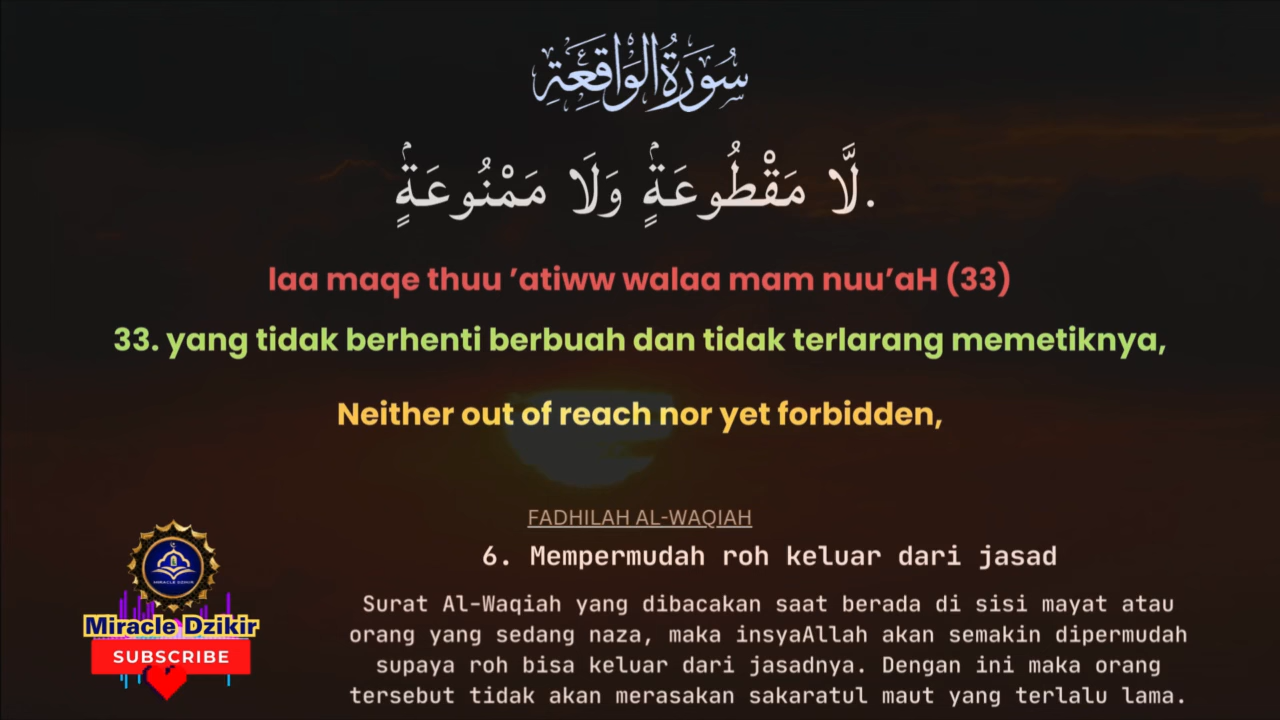 سُورَةُ الْوَاقِعَةِ
لَّا مَقْطُوعَةٍۢ وَلَا مَمْنُوعَةٍۢ.
laa maqe thuu ’atiww walaa mam nuu’aH (33)
33. yang tidak berhenti berbuah dan tidak terlarang memetiknya,
Neither out of reach nor yet forbidden,
FADHILAH AL-WAQIAH
6. Mempermudah roh keluar dari jasad
Surat Al-Waqiah yang dibacakan saat berada di sisi mayat atau
orang yang sedang naza, maka insyaAllah akan semakin dipermudah
supaya roh bisa keluar dari jasadnya. Dengan ini maka orang
tersebut tidak akan merasakan sakaratul maut yang terlalu lama.
MIRACLE DZIKIR
Miracle Dzikir
SUBSCRIBE